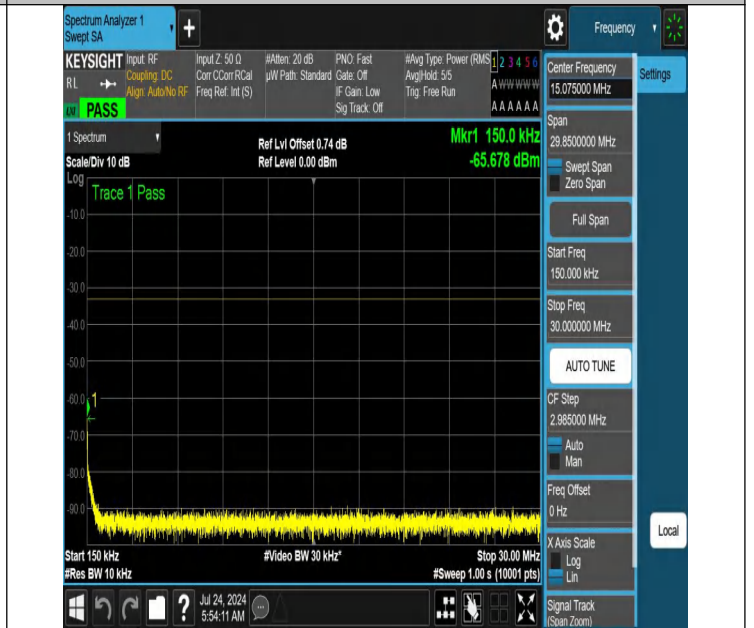 Spectrum Analyzer 1
Swept SA
+
Frequency
KEYSIGHT
RL
PASS
Input: RF
Coupling: DC
Align: Auto/No RF
Input Z: 50 Ω
Corr CCorr RCal
Freq Ref: Int (S)
#Atten: 20 dB
µW Path: Standard
PNO: Fast
Gate: Off
IF Gain: Low
Sig Track: Off
#Avg Type: Power (RMS
Avg|Hold: 5/5
Trig: Free Run
1 2 3 4 5 6
A W W W W W
A A A A A A
1 Spectrum
Scale/Div 10 dB
Ref Lvl Offset 0.74 dB
Ref Level 0.00 dBm
Mkr1 150.0 kHz
-65.678 dBm
Log
Trace 1 Pass
-10.0
-20.0
-30.0
-40.0
-50.0
-60.0
1
-70.0
-80.0
-90.0
Start 150 kHz
#Res BW 10 kHz
#Video BW 30 kHz*
Stop 30.00 MHz
#Sweep 1.00 s (10001 pts)
Center Frequency
15.075000 MHz
Span
29.8500000 MHz
Swept Span
Zero Span
Full Span
Start Freq
150.000 kHz
Stop Freq
30.000000 MHz
AUTO TUNE
CF Step
2.985000 MHz
Auto
Man
Freq Offset
0 Hz
X Axis Scale
Log
Lin
Signal Track
(Span Zoom)
Settings
Local
?
Jul 24, 2024
5:54:11 AM